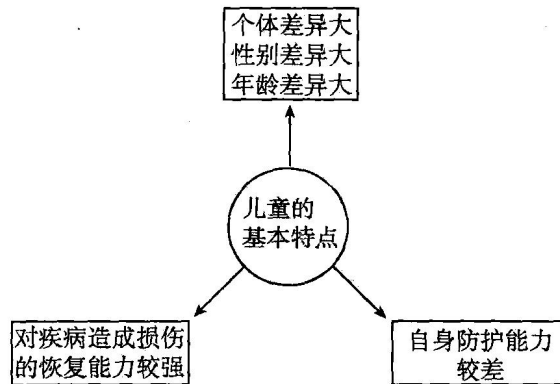 个体差异大
性别差异大
年龄差异大
儿童的
基本特点
对疾病造成损伤
的恢复能力较强
自身防护能力
较差